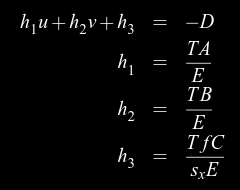 h₁u + h₂v + h₃ = −D
h₁ = TA/E
h₂ = TB/E
h₃ = TfC/(sₓE)